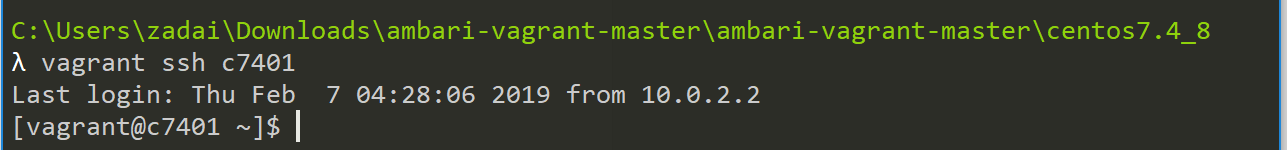 C:\Users\zadai\Downloads\ambari-vagrant-master\ambari-vagrant-master\centos7.4_8
λ vagrant ssh c7401
Last login: Thu Feb  7 04:28:06 2019 from 10.0.2.2
[vagrant@c7401 ~]$